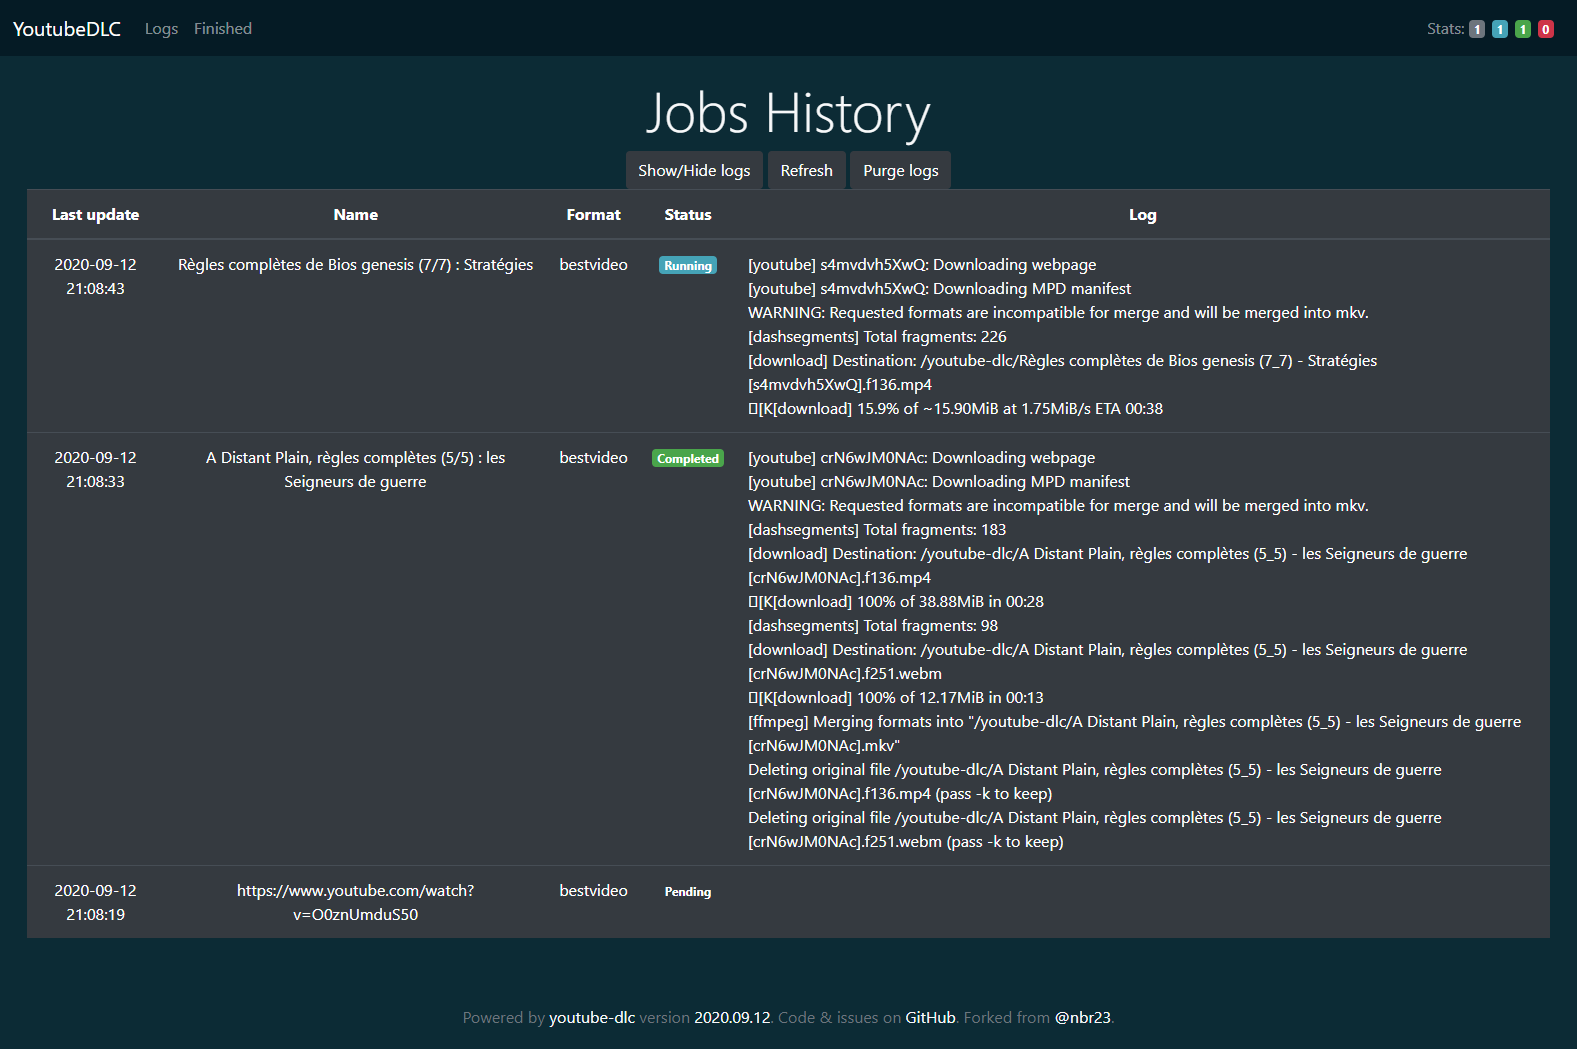 YoutubeDLC Logs Finished Stats: 1 1 1 0
Jobs History
Show/Hide logs Refresh Purge logs
Last update Name Format Status Log
2020-09-12 Règles complètes de Bios genesis (7/7) : Stratégies bestvideo Running [youtube] s4mvdvh5XwQ: Downloading webpage
21:08:43 [youtube] s4mvdvh5XwQ: Downloading MPD manifest
WARNING: Requested formats are incompatible for merge and will be merged into mkv.
[dashsegments] Total fragments: 226
[download] Destination: /youtube-dlc/Règles complètes de Bios genesis (7_7) - Stratégies
[s4mvdvh5XwQ].f136.mp4
▯[K[download] 15.9% of ~15.90MiB at 1.75MiB/s ETA 00:38
2020-09-12 A Distant Plain, règles complètes (5/5) : les bestvideo Completed [youtube] crN6wJM0NAc: Downloading webpage
21:08:33 Seigneurs de guerre [youtube] crN6wJM0NAc: Downloading MPD manifest
WARNING: Requested formats are incompatible for merge and will be merged into mkv.
[dashsegments] Total fragments: 183
[download] Destination: /youtube-dlc/A Distant Plain, règles complètes (5_5) - les Seigneurs de guerre
[crN6wJM0NAc].f136.mp4
▯[K[download] 100% of 38.88MiB in 00:28
[dashsegments] Total fragments: 98
[download] Destination: /youtube-dlc/A Distant Plain, règles complètes (5_5) - les Seigneurs de guerre
[crN6wJM0NAc].f251.webm
▯[K[download] 100% of 12.17MiB in 00:13
[ffmpeg] Merging formats into "/youtube-dlc/A Distant Plain, règles complètes (5_5) - les Seigneurs de guerre
[crN6wJM0NAc].mkv"
Deleting original file /youtube-dlc/A Distant Plain, règles complètes (5_5) - les Seigneurs de guerre
[crN6wJM0NAc].f136.mp4 (pass -k to keep)
Deleting original file /youtube-dlc/A Distant Plain, règles complètes (5_5) - les Seigneurs de guerre
[crN6wJM0NAc].f251.webm (pass -k to keep)
2020-09-12 https://www.youtube.com/watch? bestvideo Pending
21:08:19 v=O0znUmduS50
Powered by youtube-dlc version 2020.09.12. Code & issues on GitHub. Forked from @nbr23.